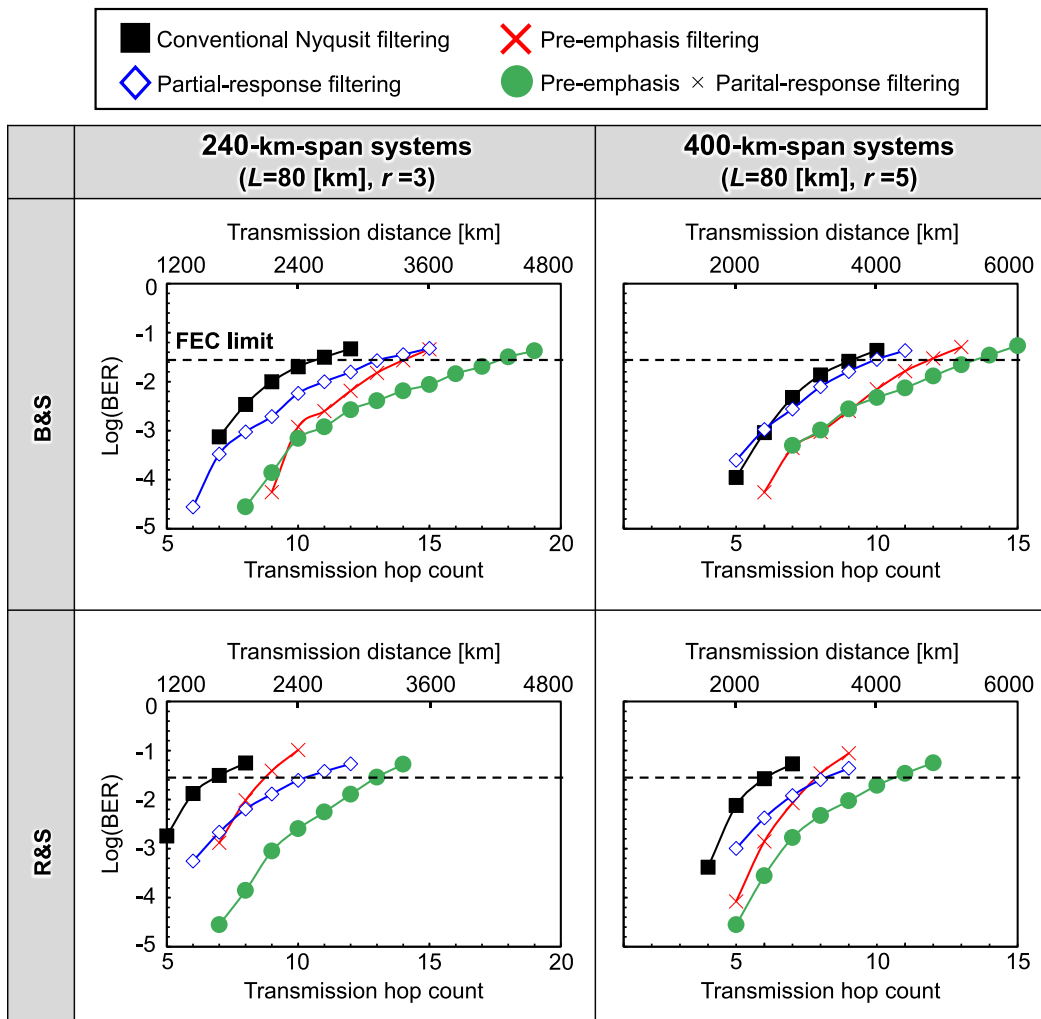 Conventional Nyqusit filtering
Pre-emphasis filtering
Partial-response filtering
Pre-emphasis × Parital-response filtering
240-km-span systems
(L=80 [km], r =3)
400-km-span systems
(L=80 [km], r =5)
B&S
Transmission distance [km]
1200 2400 3600 4800
0
-1
-2
-3
-4
-5
Log(BER)
FEC limit
5 10 15 20
Transmission hop count
Transmission distance [km]
2000 4000 6000
5 10 15
Transmission hop count
R&S
Transmission distance [km]
1200 2400 3600 4800
0
-1
-2
-3
-4
-5
Log(BER)
5 10 15 20
Transmission hop count
Transmission distance [km]
2000 4000 6000
5 10 15
Transmission hop count